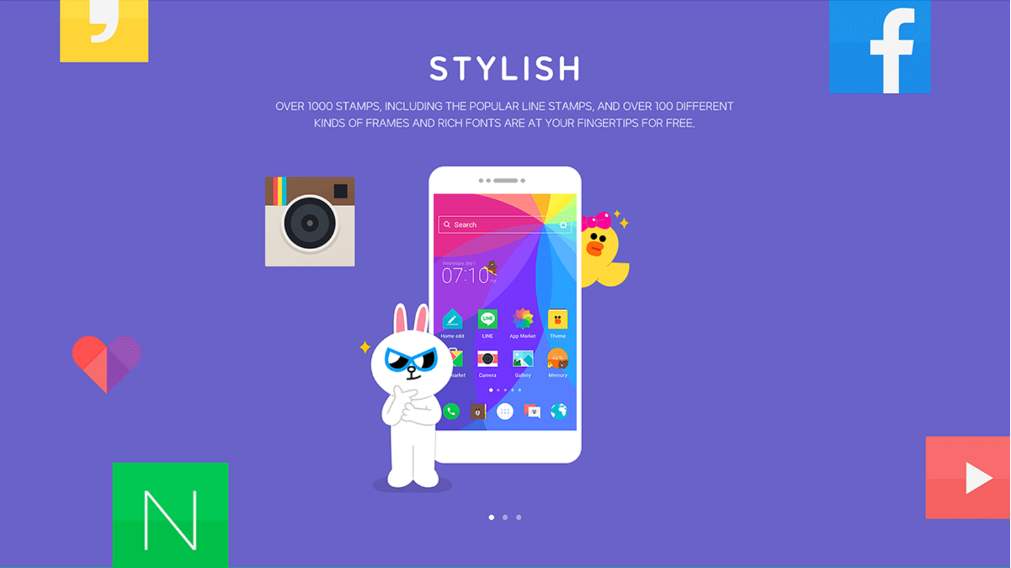 STYLISH
OVER 1000 STAMPS, INCLUDING THE POPULAR LINE STAMPS, AND OVER 100 DIFFERENT
KINDS OF FRAMES AND RICH FONTS ARE AT YOUR FINGERTIPS FOR FREE.
Search
07:10
Home edit LINE App Market Theme
market Camera Gallery Memory
N